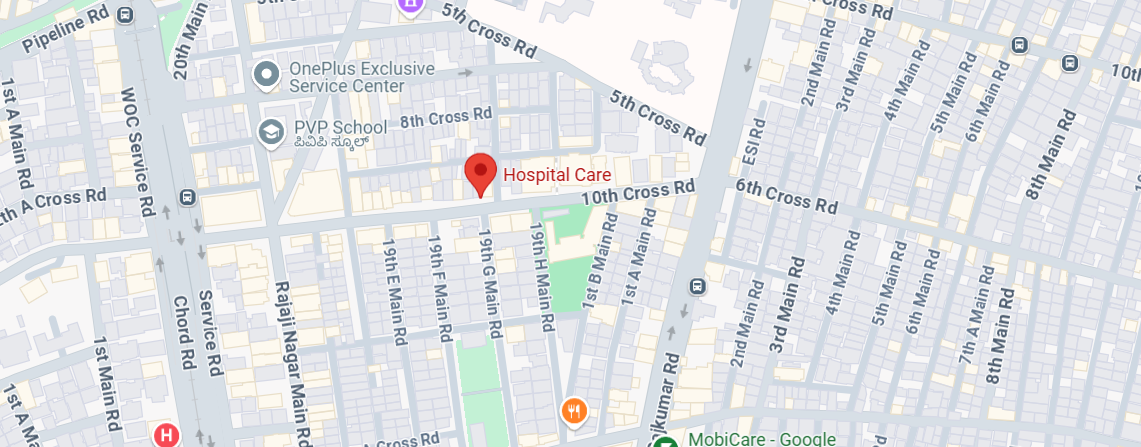 Pipeline Rd
20th Main
5th Cross Rd
Cross Rd
2nd Main Rd
3rd Main Rd
4th Main Rd
5th Main Rd
6th Main Rd
8th Main Rd
10th
1st A Main Rd
WOC Service Rd
OnePlus Exclusive
Service Center
5th Cross Rd
8th Cross Rd
PVP School
ಪಿವಿಪಿ ಸ್ಕೂಲ್
ESI Rd
Hospital Care
A Cross Rd
10th Cross Rd
6th Cross Rd
19th E Main Rd
19th F Main Rd
19th G Main Rd
19th H Main Rd
1st B Main Rd
1st A Main Rd
Chord Rd
Service Rd
Rajaji Nagar Main Rd
1st Main Rd
1st A
2nd Main Rd
3rd Main Rd
4th Main Rd
5th Main Rd
6th Main Rd
7th A Main Rd
8th Main Rd
H
Cross Rd
jkumar Rd
MobiCare - Google